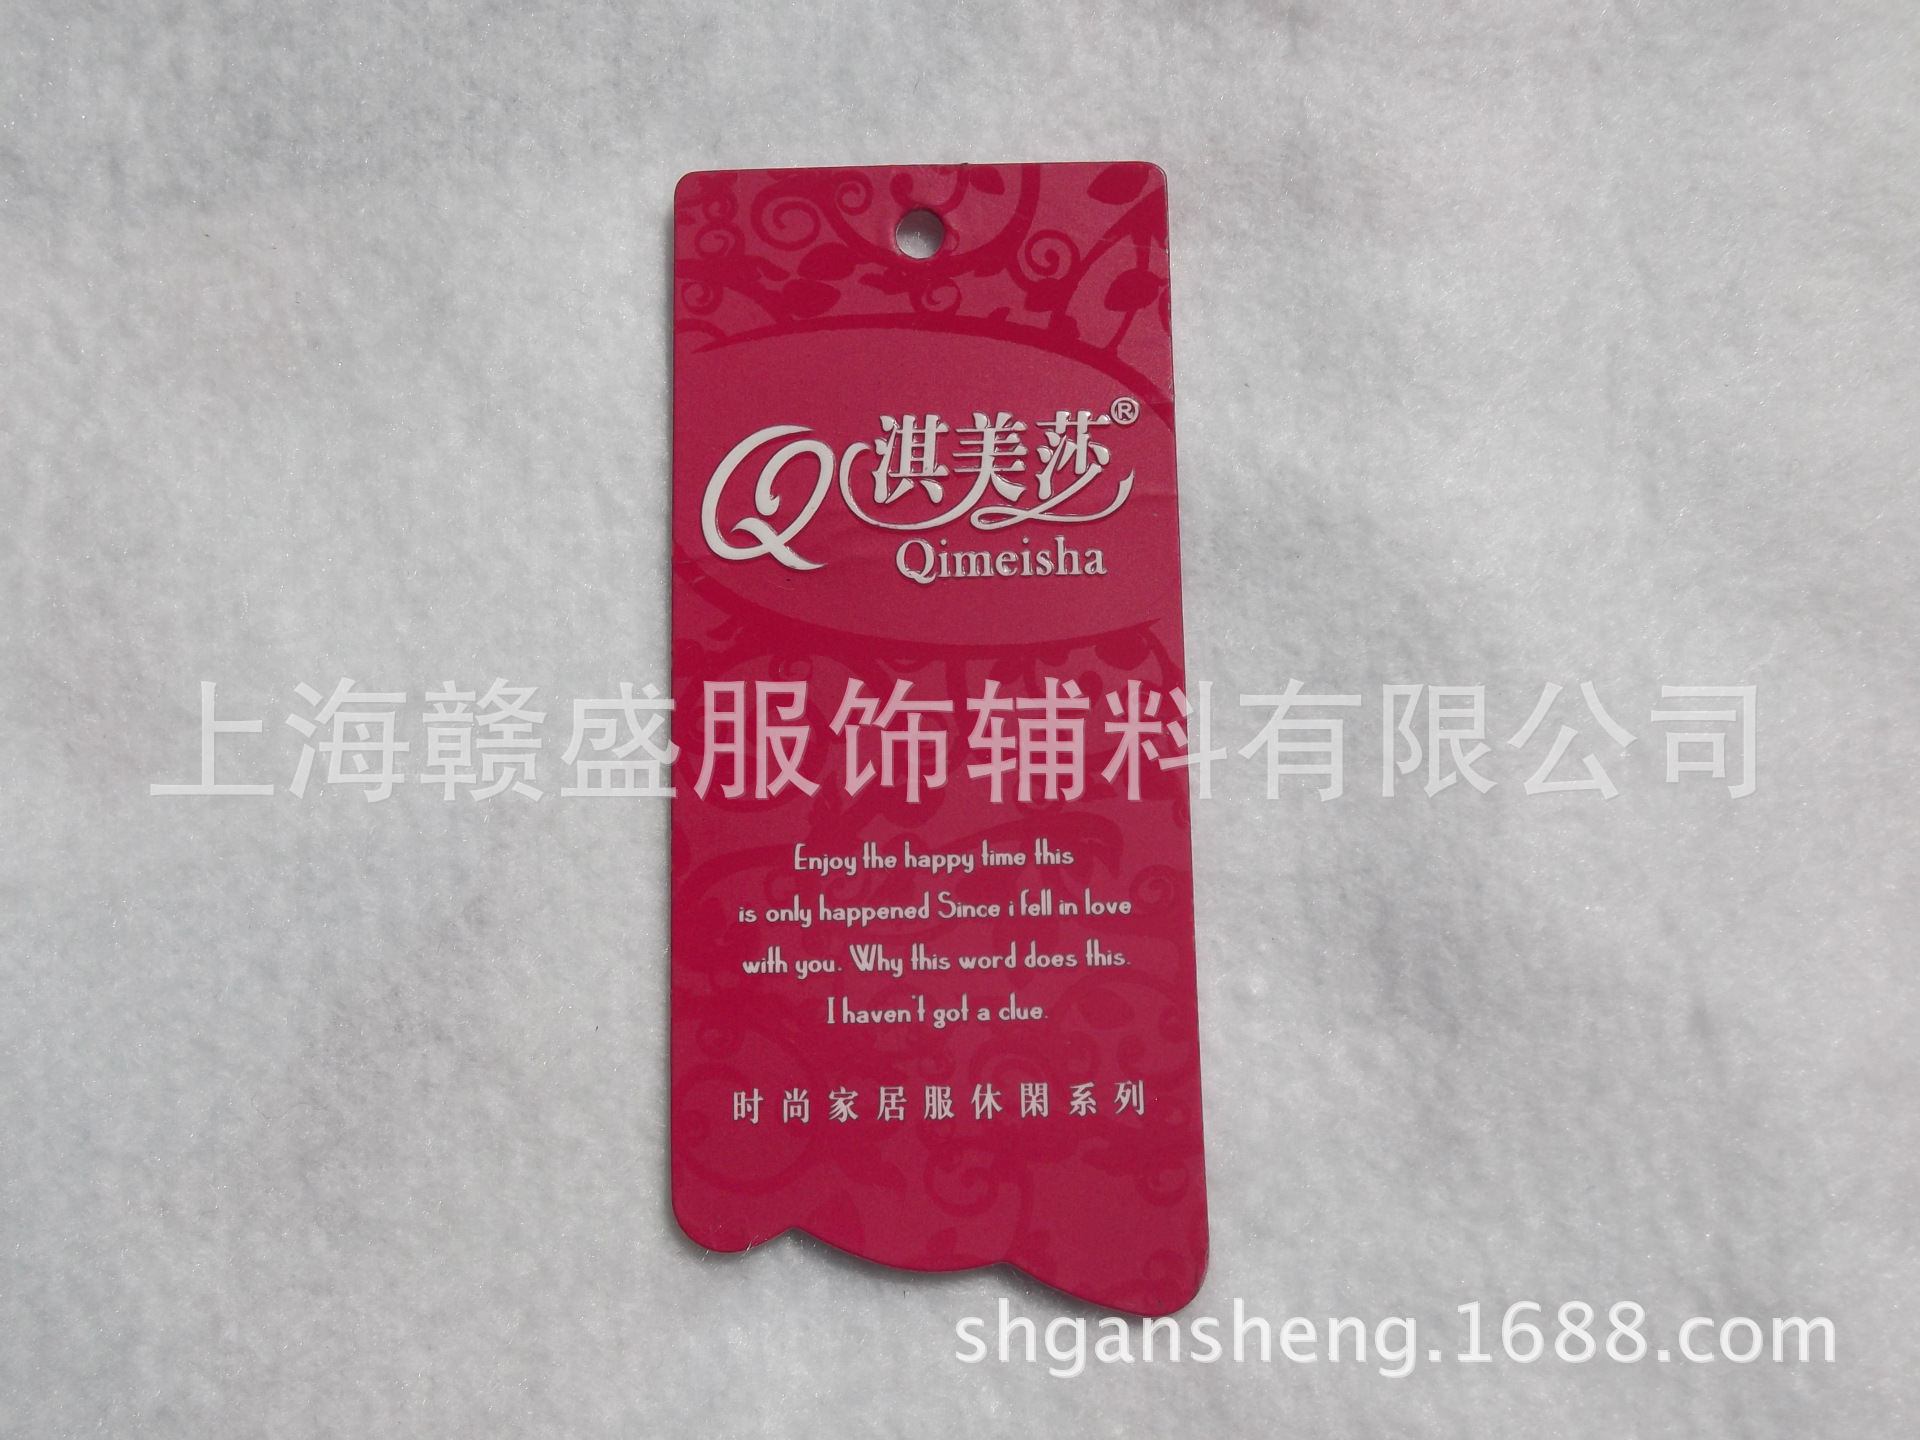 淇美莎®
Q
Qimeisha
上海赣盛服饰辅料有限公司
Enjoy the happy time this
is only happened Since i fell in love
with you. Why this word does this.
I haven't got a clue.
时尚家居服休閑系列
shgansheng.1688.com